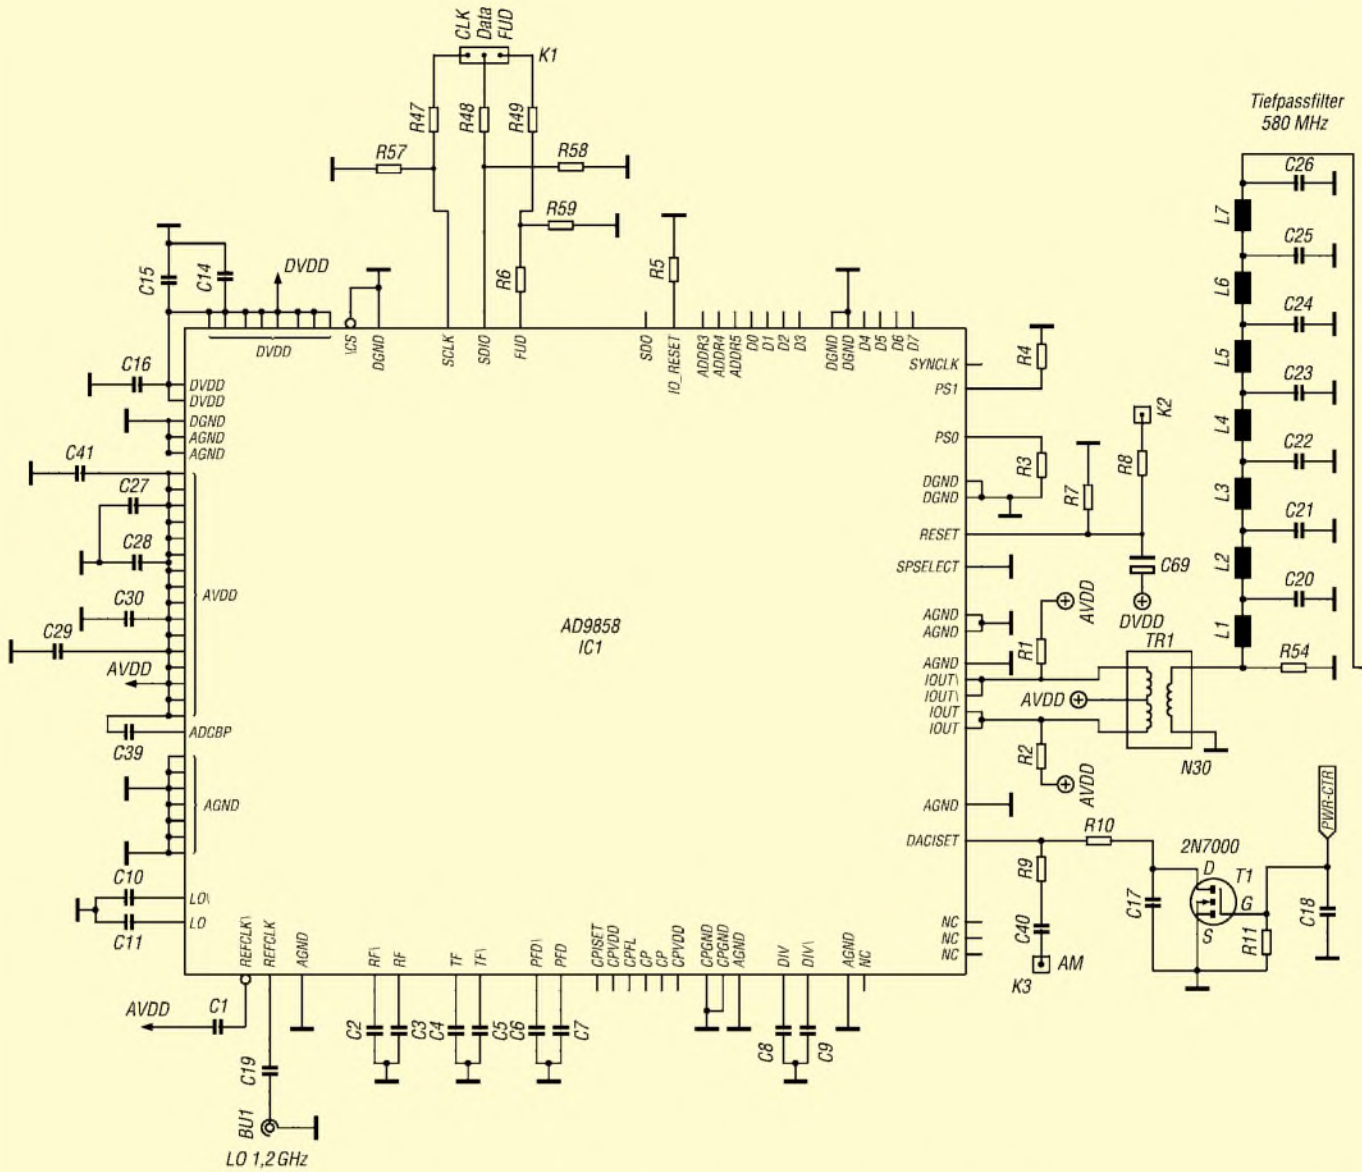 CLK
Data
FUD
K1
R47
R48
R49
R57
R58
R59
R6
R5
Tiefpassfilter
580 MHz
C26
L7
C25
L6
C24
L5
C23
L4
C22
L3
C21
L2
C20
L1
R54
C15
C14
DVDD
DVDD
\CS
DGND
SCLK
SDIO
FUD
SDO
IO_RESET
ADDR3
ADDR4
ADDR5
D0
D1
D2
D3
DGND
DGND
D4
D5
D6
D7
C16
DVDD
DVDD
DGND
AGND
AGND
C41
C27
C28
C30
C29
AVDD
AVDD
ADCBP
C39
AGND
C10
LO\
LO
C11
AD9858
IC1
SYNCLK
PS1
R4
PS0
R3
DGND
DGND
RESET
R7
R8
K2
C69
DVDD
SPSELECT
AGND
AGND
AGND
IOUT\
IOUT\
IOUT
IOUT
R1
AVDD
AVDD
TR1
N30
R2
AVDD
AGND
DACISET
R10
R9
C40
AM
K3
NC
NC
NC
C17
2N7000
D
T1
G
S
R11
C18
PWR-CTR
REFCLK\
REFCLK
AGND
RF\
RF
TF
TF\
PFD\
PFD
CPISET
CPVDD
CPFL
CP
CP
CPVDD
CPGND
CPGND
AGND
DIV
DIV\
AGND
NC
AVDD
C1
C19
BU1
LO 1,2 GHz
C2
C3
C4
C5
C6
C7
C8
C9